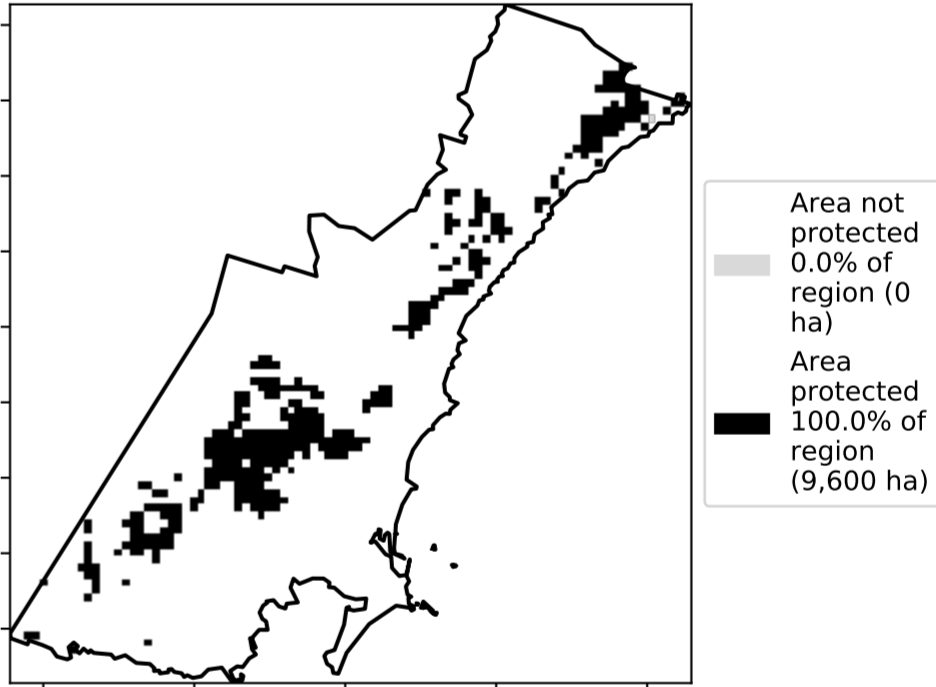 Area not
protected
0.0% of
region (0
ha)
Area
protected
100.0% of
region
(9,600 ha)